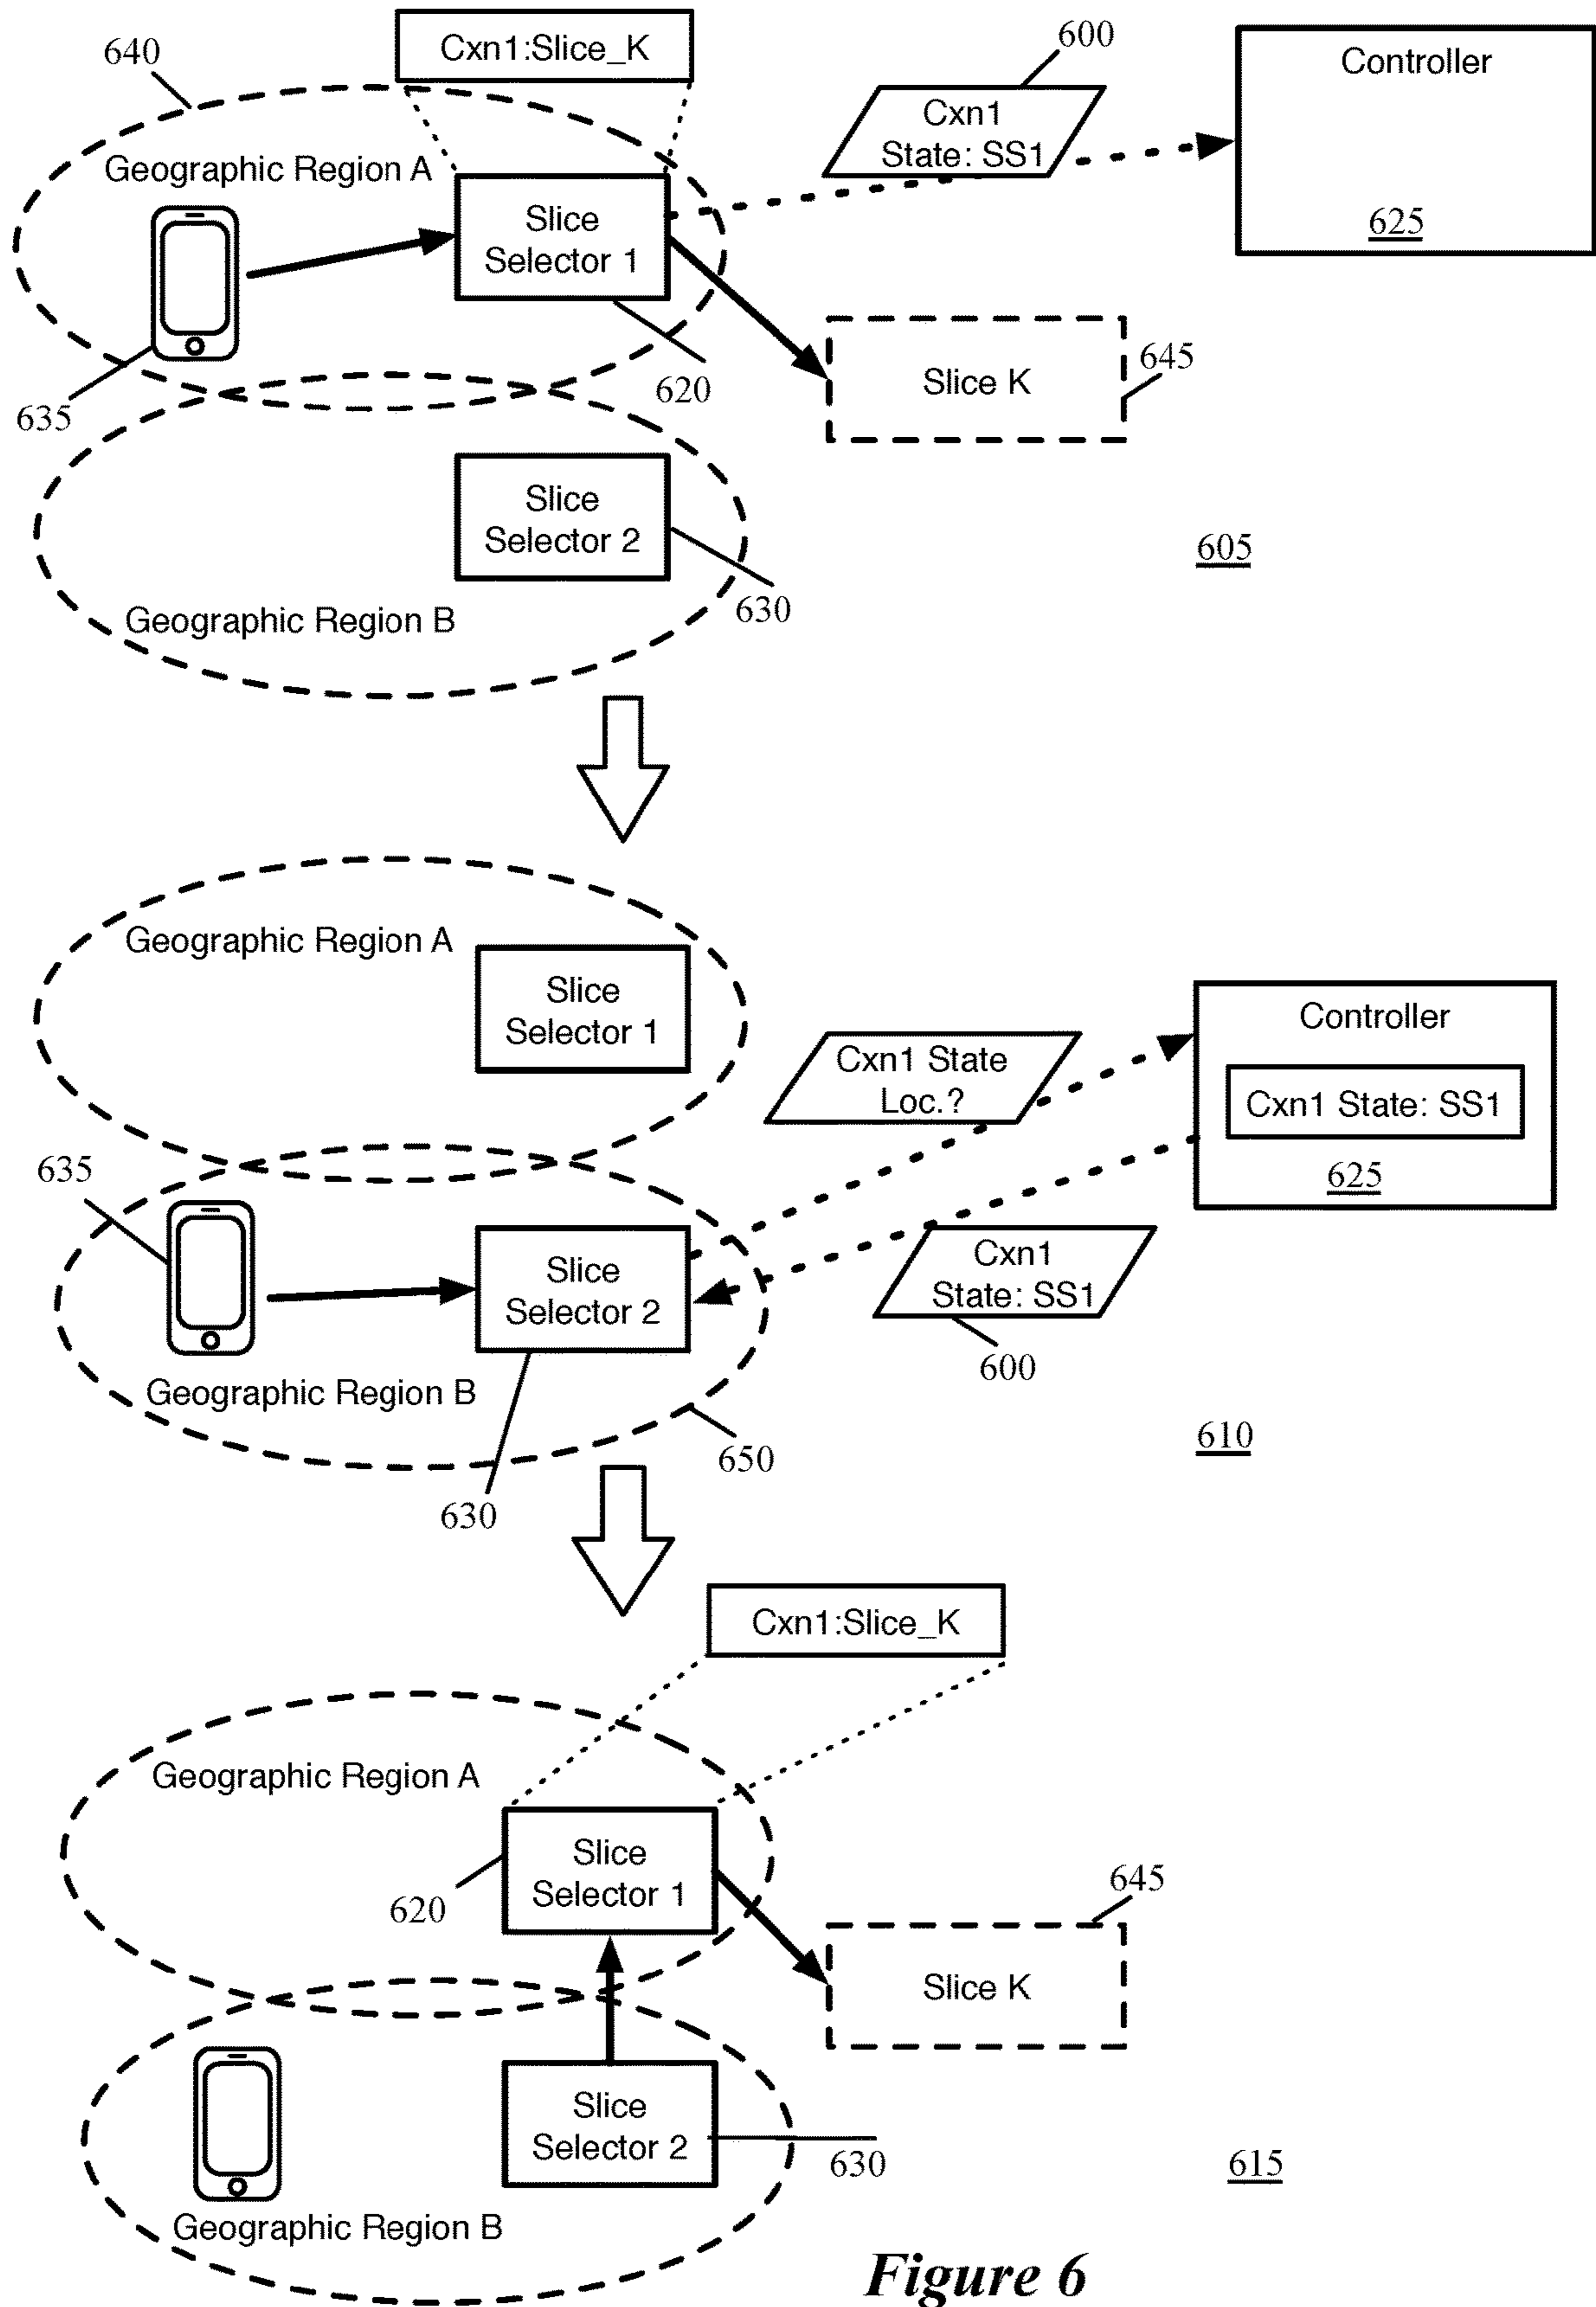 640
Cxn1:Slice_K
600
Cxn1
State: SS1
Controller
625
Geographic Region A
Slice
Selector 1
635
620
Slice K
645
Slice
Selector 2
630
Geographic Region B
605
Geographic Region A
Slice
Selector 1
Cxn1 State
Loc.?
Controller
Cxn1 State: SS1
625
635
Slice
Selector 2
Cxn1
State: SS1
600
Geographic Region B
650
630
610
Cxn1:Slice_K
Geographic Region A
Slice
Selector 1
620
645
Slice K
Slice
Selector 2
630
615
Geographic Region B
Figure 6